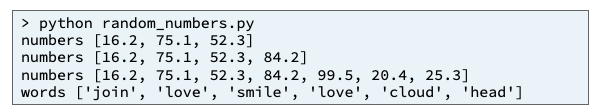 > python random_numbers.py
numbers [16.2, 75.1, 52.3]
numbers [16.2, 75.1, 52.3, 84.2]
numbers [16.2, 75.1, 52.3, 84.2, 99.5, 20.4, 25.3]
words ['join', 'love', 'smile', 'love', 'cloud', 'head']